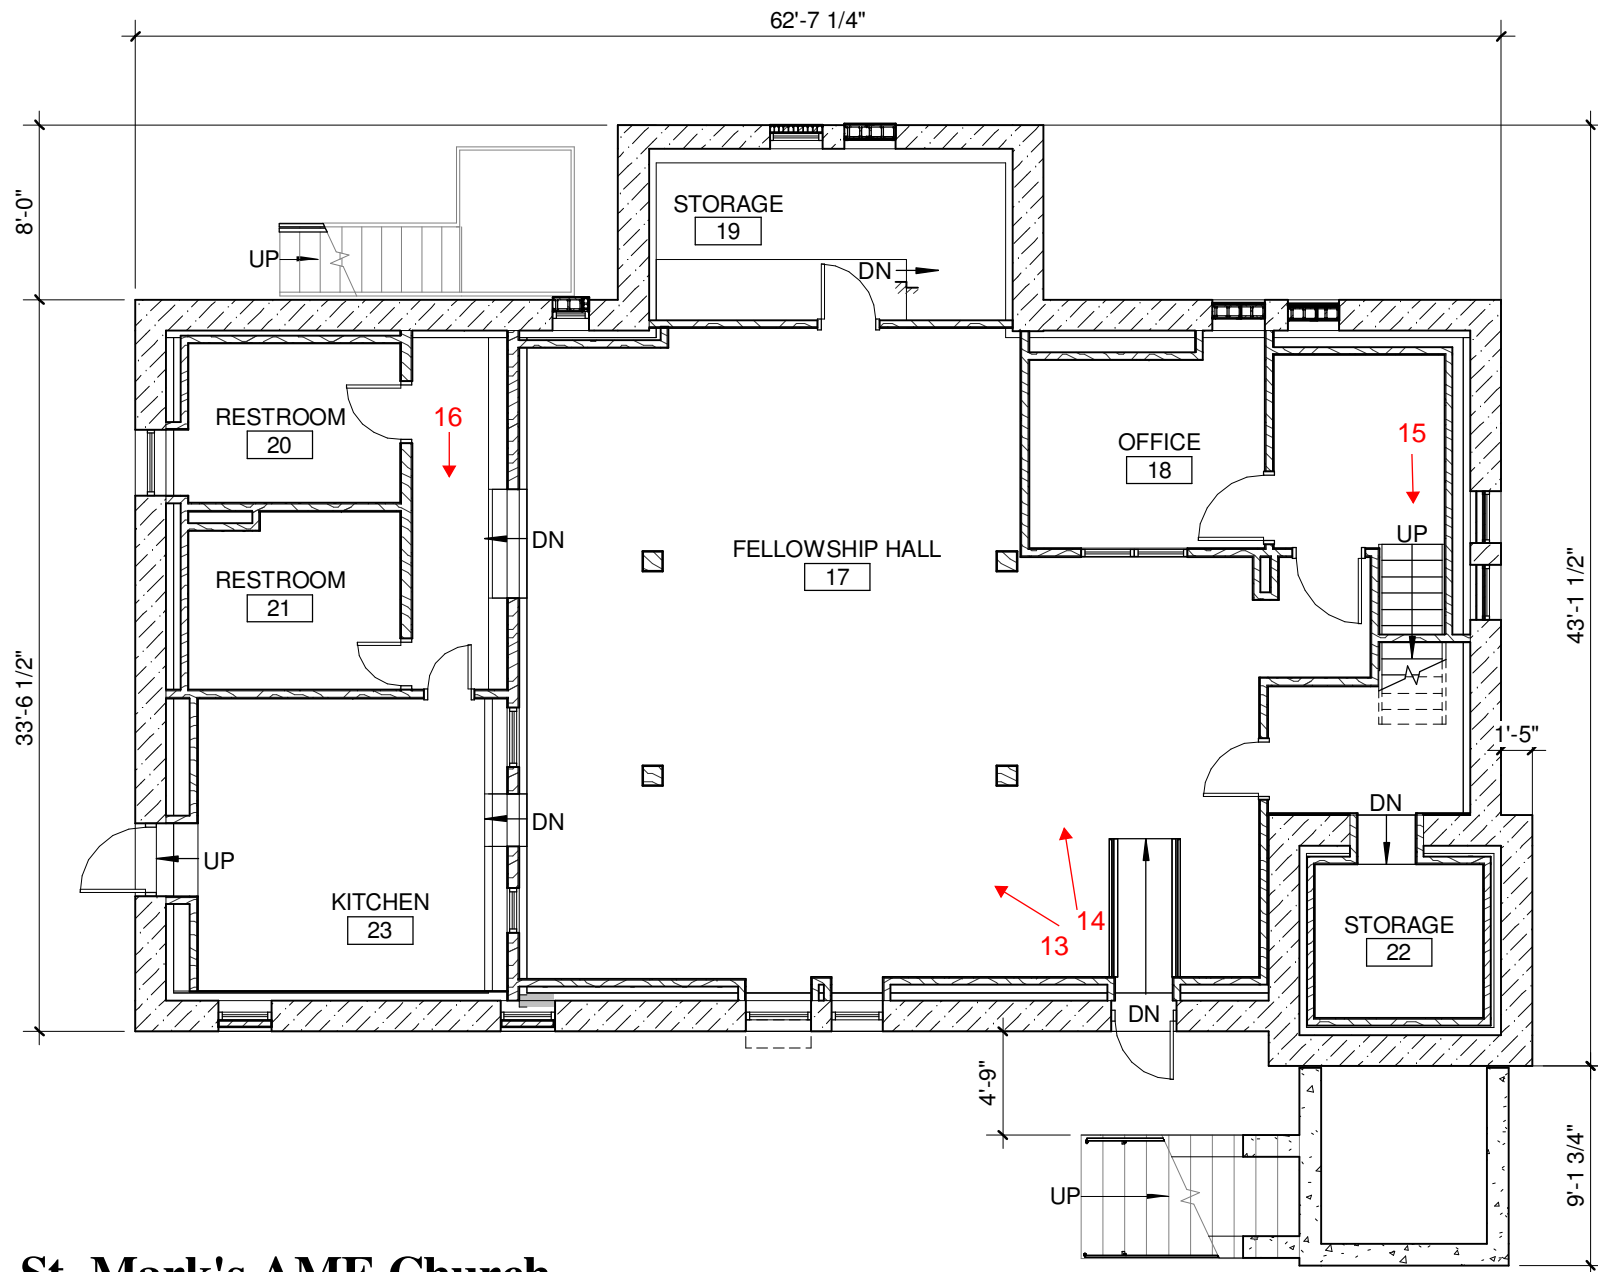 62'-7 1/4"
8'-0"
STORAGE
19
UP
DN
RESTROOM
20
16
OFFICE
18
15
UP
DN
FELLOWSHIP HALL
17
RESTROOM
21
43'-1 1/2"
33'-6 1/2"
1'-5"
DN
DN
UP
KITCHEN
23
14
13
STORAGE
22
DN
4'-9"
UP
9'-1 3/4"
St. Mark's AME Church